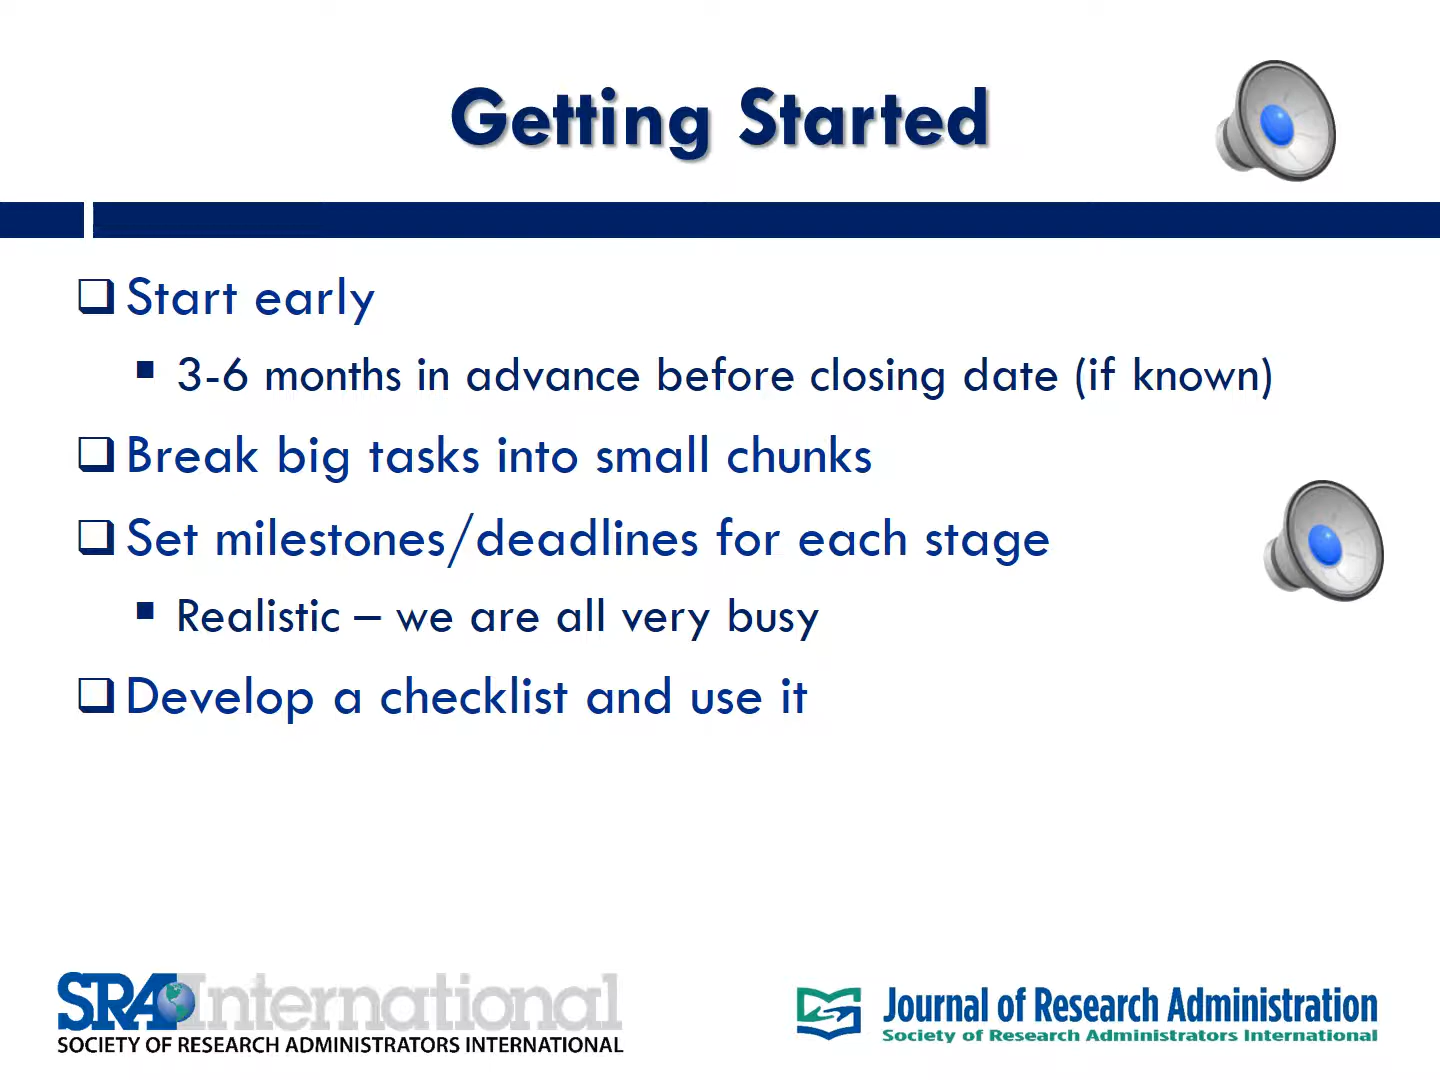 Getting Started
Start early
3-6 months in advance before closing date (if known)
Break big tasks into small chunks
Set milestones/deadlines for each stage
Realistic – we are all very busy
Develop a checklist and use it
SRA International
SOCIETY OF RESEARCH ADMINISTRATORS INTERNATIONAL
Journal of Research Administration
Society of Research Administrators International